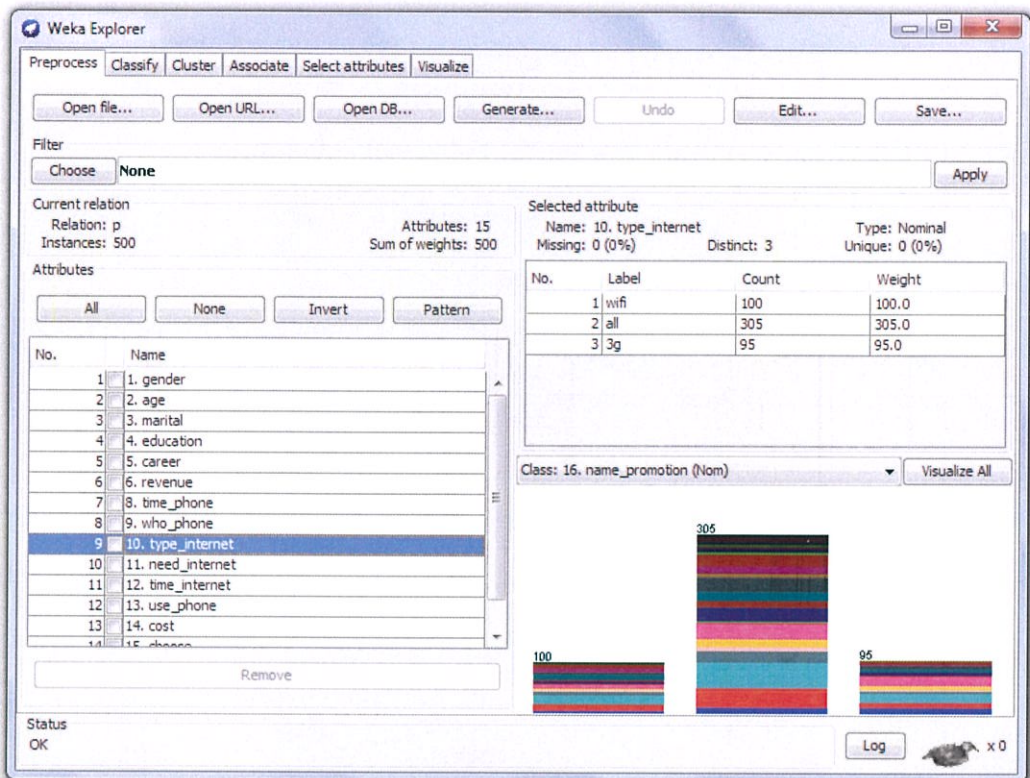 Weka Explorer
Preprocess Classify Cluster Associate Select attributes Visualize
Open file... Open URL... Open DB... Generate... Undo Edit... Save...
Filter
Choose None Apply
Current relation
Relation: p Attributes: 15
Instances: 500 Sum of weights: 500
Attributes
All None Invert Pattern
No. Name
1 1. gender
2 2. age
3 3. marital
4 4. education
5 5. career
6 6. revenue
7 8. time_phone
8 9. who_phone
9 10. type_internet
10 11. need_internet
11 12. time_internet
12 13. use_phone
13 14. cost
14 15. choose
Remove
Selected attribute
Name: 10. type_internet Type: Nominal
Missing: 0 (0%) Distinct: 3 Unique: 0 (0%)
No. Label Count Weight
1 wifi 100 100.0
2 all 305 305.0
3 3g 95 95.0
Class: 16. name_promotion (Nom) Visualize All
305
100
95
Status
OK
Log x 0